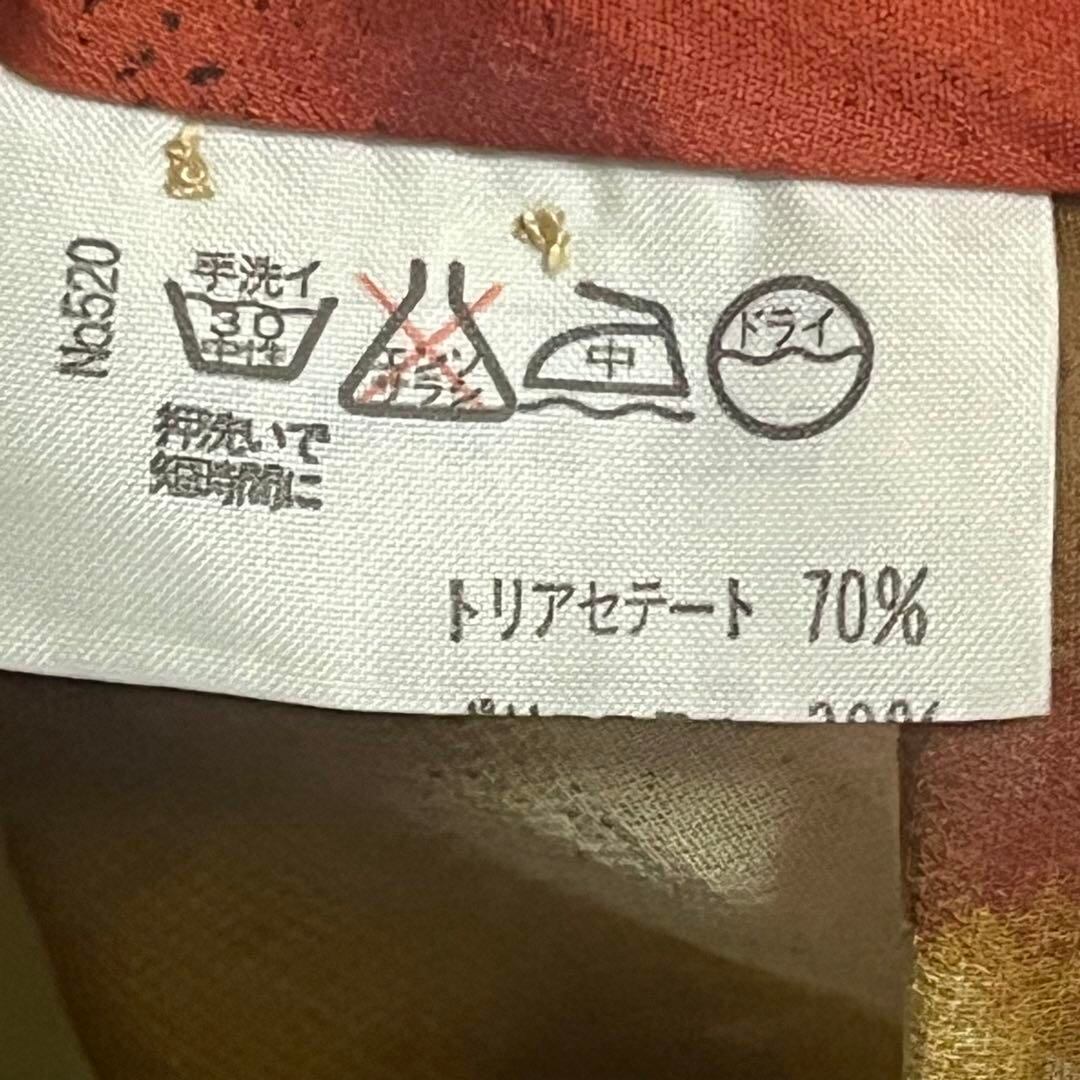 No520
手洗イ
30
中性
エンソ
サラシ
中
ドライ
押洗いで
短時間に
トリアセテート 70%